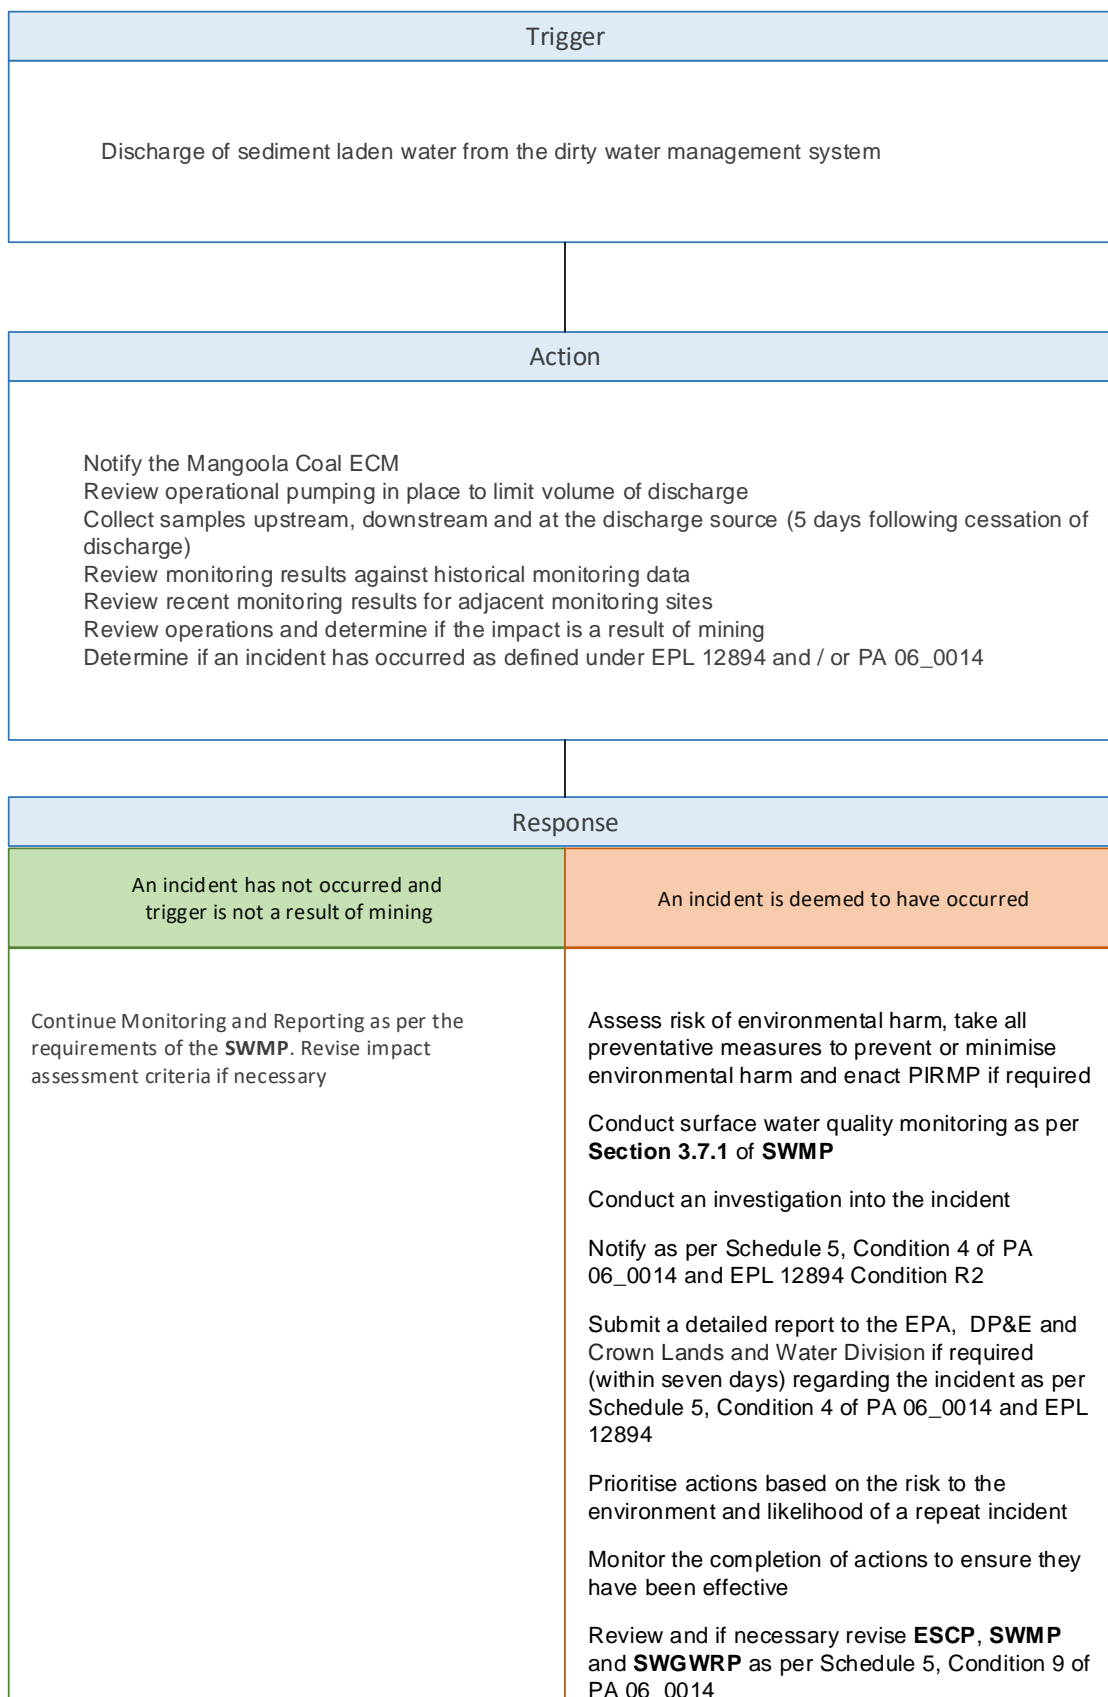 Trigger
Discharge of sediment laden water from the dirty water management system
Action
Notify the Mangoola Coal ECM
Review operational pumping in place to limit volume of discharge
Collect samples upstream, downstream and at the discharge source (5 days following cessation of
discharge)
Review monitoring results against historical monitoring data
Review recent monitoring results for adjacent monitoring sites
Review operations and determine if the impact is a result of mining
Determine if an incident has occurred as defined under EPL 12894 and / or PA 06_0014
Response
An incident has not occurred and
trigger is not a result of mining
Continue Monitoring and Reporting as per the
requirements of the SWMP. Revise impact
assessment criteria if necessary
An incident is deemed to have occurred
Assess risk of environmental harm, take all
preventative measures to prevent or minimise
environmental harm and enact PIRMP if required
Conduct surface water quality monitoring as per
Section 3.7.1 of SWMP
Conduct an investigation into the incident
Notify as per Schedule 5, Condition 4 of PA
06_0014 and EPL 12894 Condition R2
Submit a detailed report to the EPA, DP&E and
Crown Lands and Water Division if required
(within seven days) regarding the incident as per
Schedule 5, Condition 4 of PA 06_0014 and EPL
12894
Prioritise actions based on the risk to the
environment and likelihood of a repeat incident
Monitor the completion of actions to ensure they
have been effective
Review and if necessary revise ESCP, SWMP
and SWGWRP as per Schedule 5, Condition 9 of
PA 06_0014